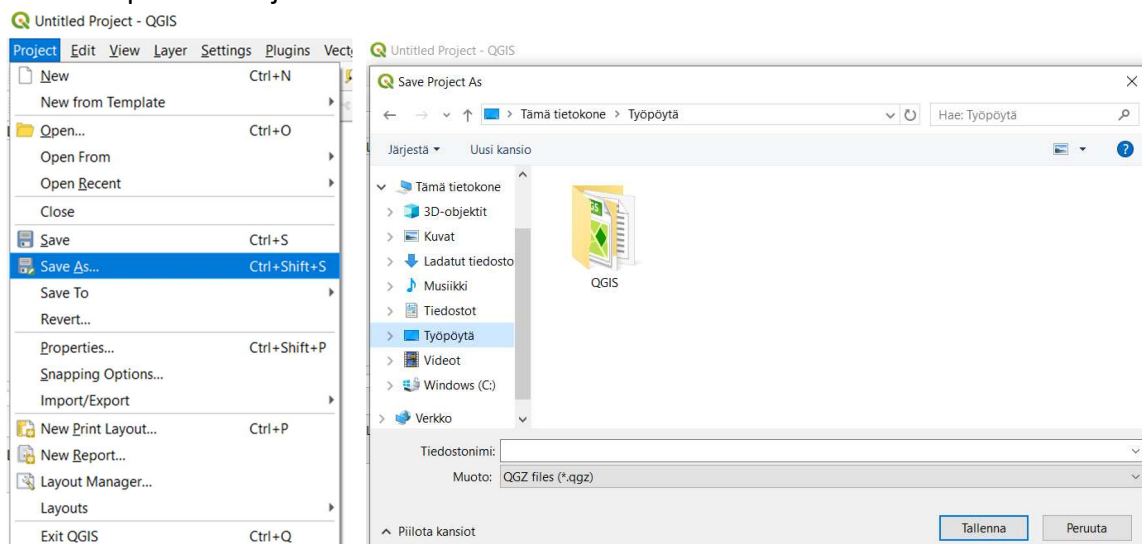 Untitled Project - QGIS
Project Edit View Layer Settings Plugins
New Ctrl+N
New from Template
Open... Ctrl+O
Open From
Open Recent
Close
Save Ctrl+S
Save As... Ctrl+Shift+S
Save To
Revert...
Properties... Ctrl+Shift+P
Snapping Options...
Import/Export
New Print Layout... Ctrl+P
New Report...
Layout Manager...
Layouts
Exit QGIS Ctrl+Q
Untitled Project - QGIS
Save Project As
Tämä tietokone > Työpöytä
Hae: Työpöytä
Järjestä Uusi kansio
Tämä tietokone
3D-objektit
Kuvat
Ladatut tiedosto
Musiikki
Tiedostot
Työpöytä
Videot
Windows (C:)
Verkko
QGIS
Tiedostonimi:
Muoto: QGZ files (*.qgz)
Piilota kansiot
Tallenna Peruuta